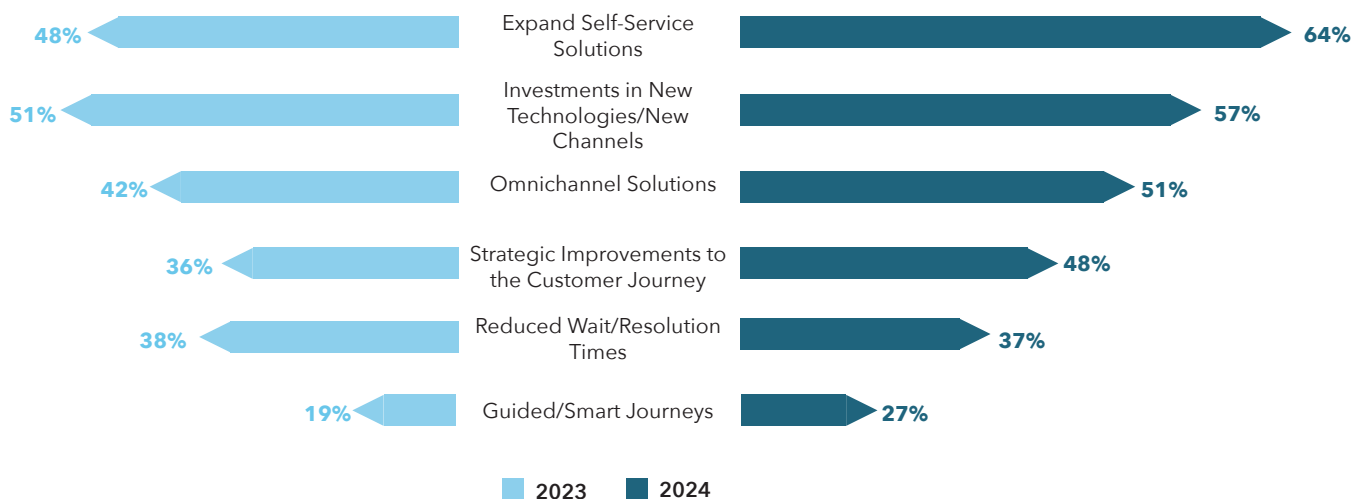 48%
Expand Self-Service
Solutions
64%
51%
Investments in New
Technologies/New
Channels
57%
42%
Omnichannel Solutions
51%
36%
Strategic Improvements to
the Customer Journey
48%
38%
Reduced Wait/Resolution
Times
37%
19%
Guided/Smart Journeys
27%
2023
2024